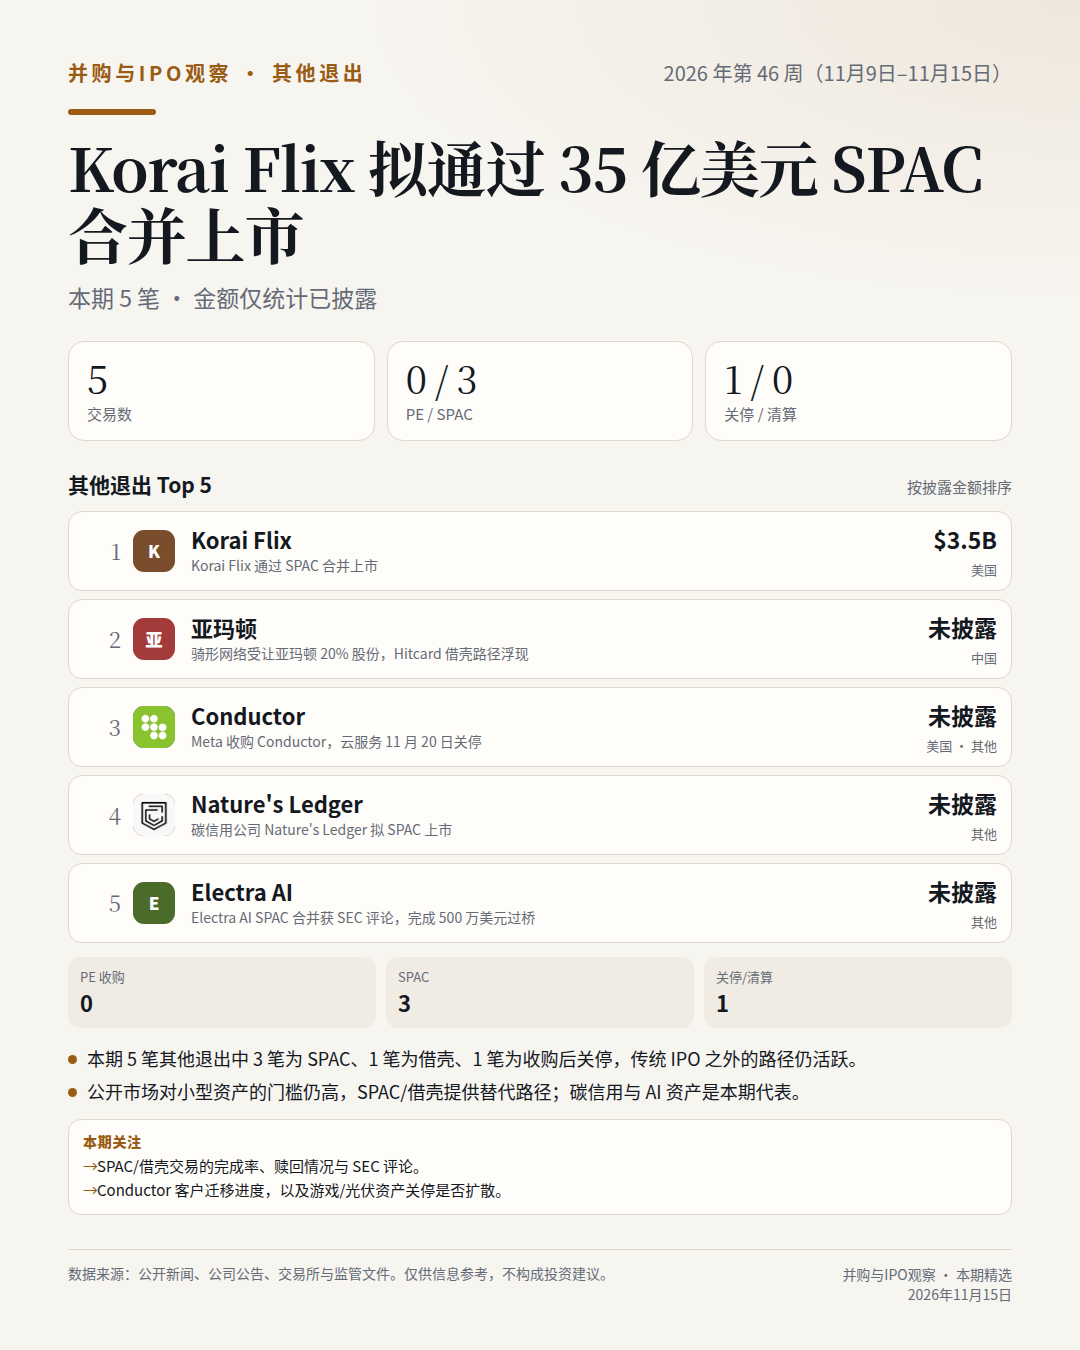 并购与IPO观察 · 其他退出
2026 年第 46 周（11月9日–11月15日）
Korai Flix 拟通过 35 亿美元 SPAC
合并上市
本期 5 笔 · 金额仅统计已披露
5
交易数
0 / 3
PE / SPAC
1 / 0
关停 / 清算
其他退出 Top 5
按披露金额排序
1
K
Korai Flix
Korai Flix 通过 SPAC 合并上市
$3.5B
美国
2
亚
亚玛顿
骑形网络受让亚玛顿 20% 股份，Hitcard 借壳路径浮现
未披露
中国
3
Conductor
Meta 收购 Conductor，云服务 11 月 20 日关停
未披露
美国 · 其他
4
Nature's Ledger
碳信用公司 Nature's Ledger 拟 SPAC 上市
未披露
其他
5
E
Electra AI
Electra AI SPAC 合并获 SEC 评论，完成 500 万美元过桥
未披露
其他
PE 收购
0
SPAC
3
关停/清算
1
本期 5 笔其他退出中 3 笔为 SPAC、1 笔为借壳、1 笔为收购后关停，传统 IPO 之外的路径仍活跃。
公开市场对小型资产的门槛仍高，SPAC/借壳提供替代路径；碳信用与 AI 资产是本期代表。
本期关注
→SPAC/借壳交易的完成率、赎回情况与 SEC 评论。
→Conductor 客户迁移进度，以及游戏/光伏资产关停是否扩散。
数据来源：公开新闻、公司公告、交易所与监管文件。仅供信息参考，不构成投资建议。
并购与IPO观察 · 本期精选
2026年11月15日